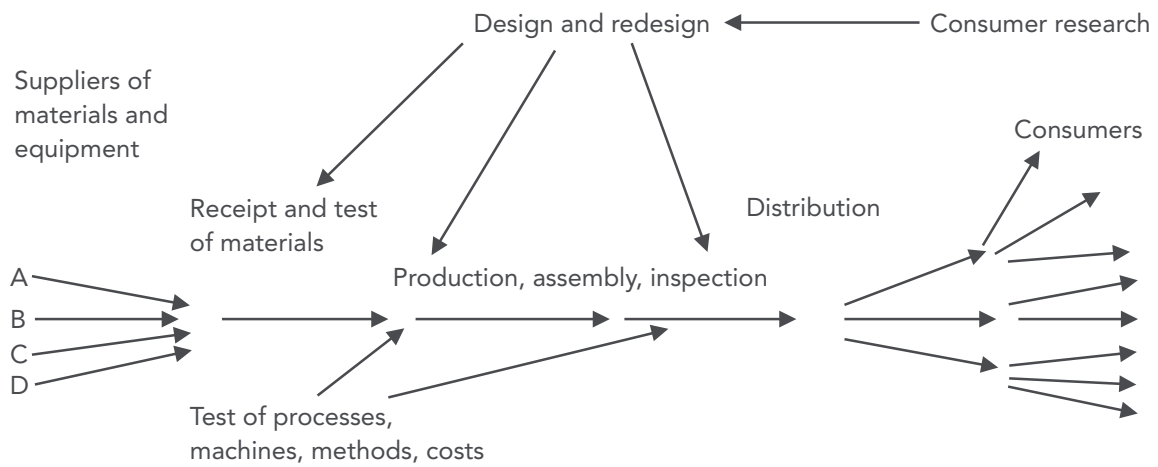 Design and redesign
Consumer research
Suppliers of
materials and
equipment
Consumers
Receipt and test
of materials
Distribution
A
Production, assembly, inspection
B
C
D
Test of processes,
machines, methods, costs